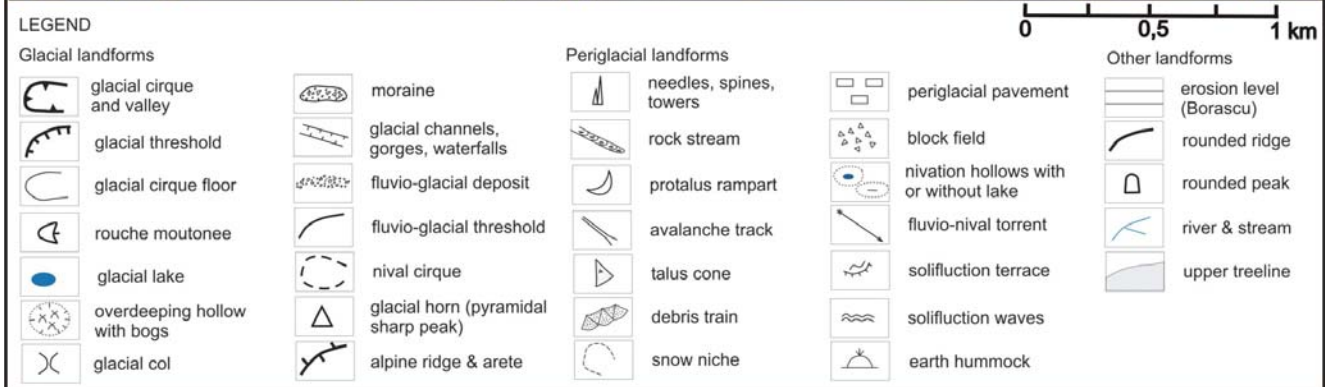 LEGEND
0 0,5 1 km
Glacial landforms
glacial cirque
and valley
glacial threshold
glacial cirque floor
rouche moutonee
glacial lake
overdeeping hollow
with bogs
glacial col
moraine
glacial channels,
gorges, waterfalls
fluvio-glacial deposit
fluvio-glacial threshold
nival cirque
glacial horn (pyramidal
sharp peak)
alpine ridge & arete
Periglacial landforms
needles, spines,
towers
rock stream
protalus rampart
avalanche track
talus cone
debris train
snow niche
periglacial pavement
block field
nivation hollows with
or without lake
fluvio-nival torrent
solifluction terrace
solifluction waves
earth hummock
Other landforms
erosion level
(Borascu)
rounded ridge
rounded peak
river & stream
upper treeline